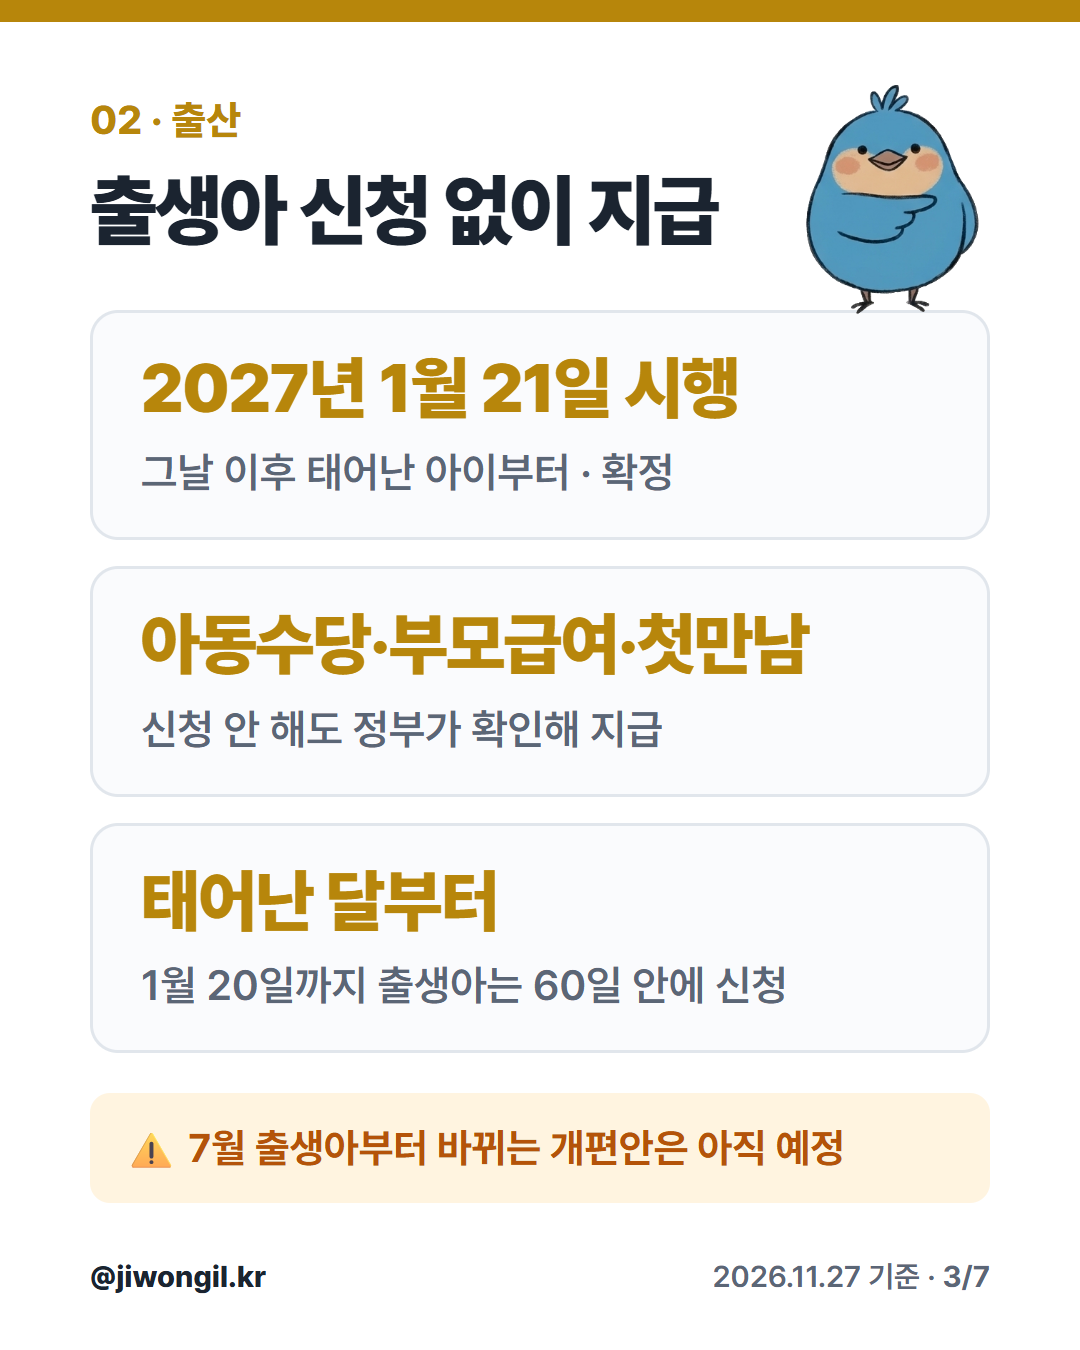 02 · 출산
출생아 신청 없이 지급
2027년 1월 21일 시행
그날 이후 태어난 아이부터 · 확정
아동수당·부모급여·첫만남
신청 안 해도 정부가 확인해 지급
태어난 달부터
1월 20일까지 출생아는 60일 안에 신청
⚠️ 7월 출생아부터 바뀌는 개편안은 아직 예정
@jiwongil.kr
2026.11.27 기준 · 3/7